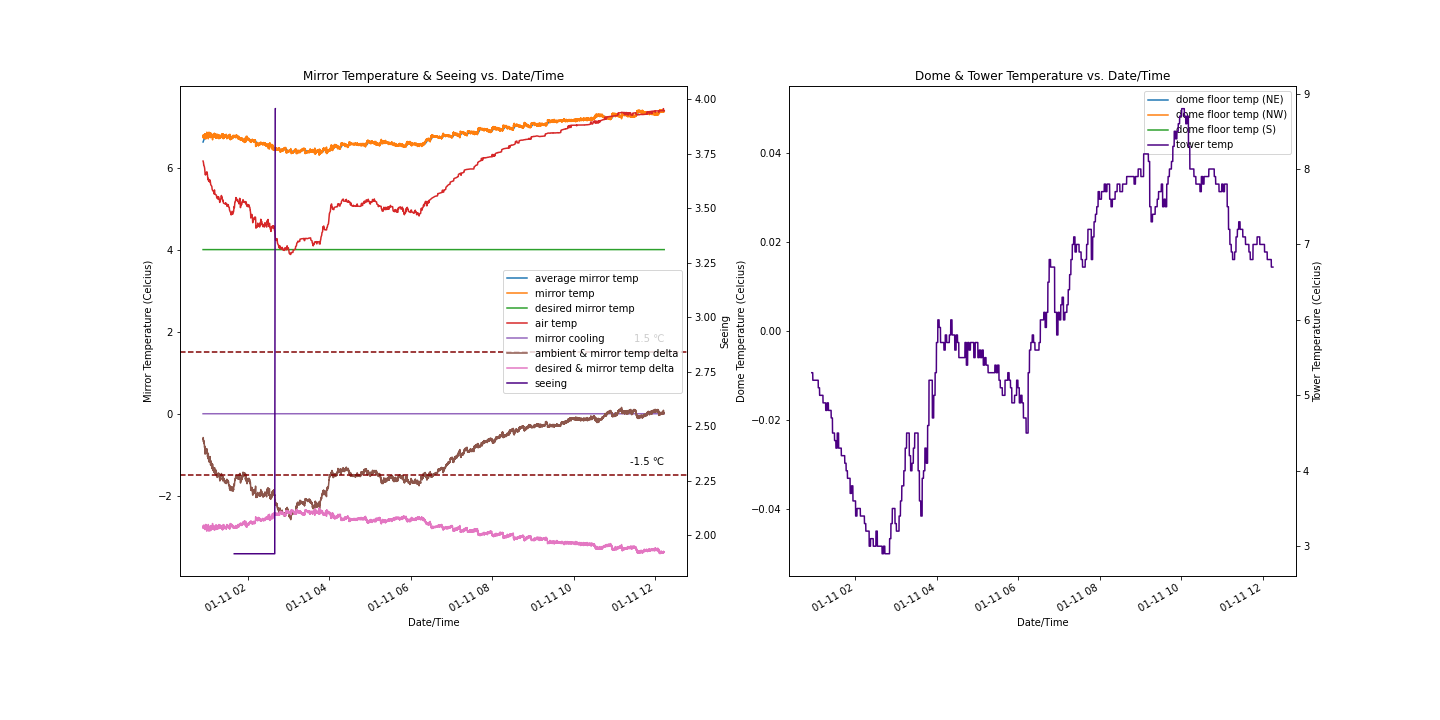 Mirror Temperature & Seeing vs. Date/Time
Mirror Temperature (Celcius)
6
4
2
0
−2
4.00
3.75
3.50
3.25
3.00
2.75
2.50
2.25
2.00
Seeing
average mirror temp
mirror temp
desired mirror temp
air temp
mirror cooling
ambient & mirror temp delta
desired & mirror temp delta
seeing
1.5 °C
-1.5 °C
01-11 02
01-11 04
01-11 06
01-11 08
01-11 10
01-11 12
Date/Time
Dome & Tower Temperature vs. Date/Time
Dome Temperature (Celcius)
0.04
0.02
0.00
−0.02
−0.04
9
8
7
6
5
4
3
Tower Temperature (Celcius)
dome floor temp (NE)
dome floor temp (NW)
dome floor temp (S)
tower temp
01-11 02
01-11 04
01-11 06
01-11 08
01-11 10
01-11 12
Date/Time